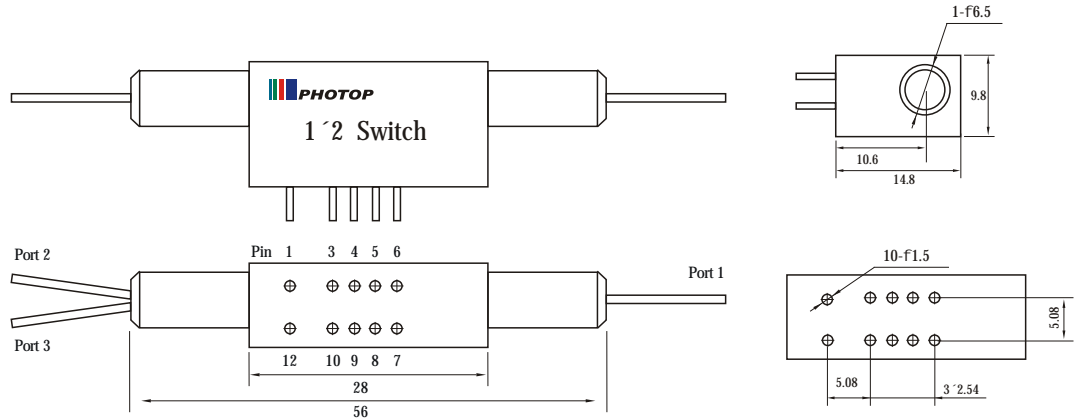 1-f6.5
PHOTOP
1´2 Switch
9.8
10.6
14.8
Port 2
Pin 1 3 4 5 6
Port 1
10-f1.5
5.08
Port 3
12 10 9 8 7
28
5.08
3´2.54
56